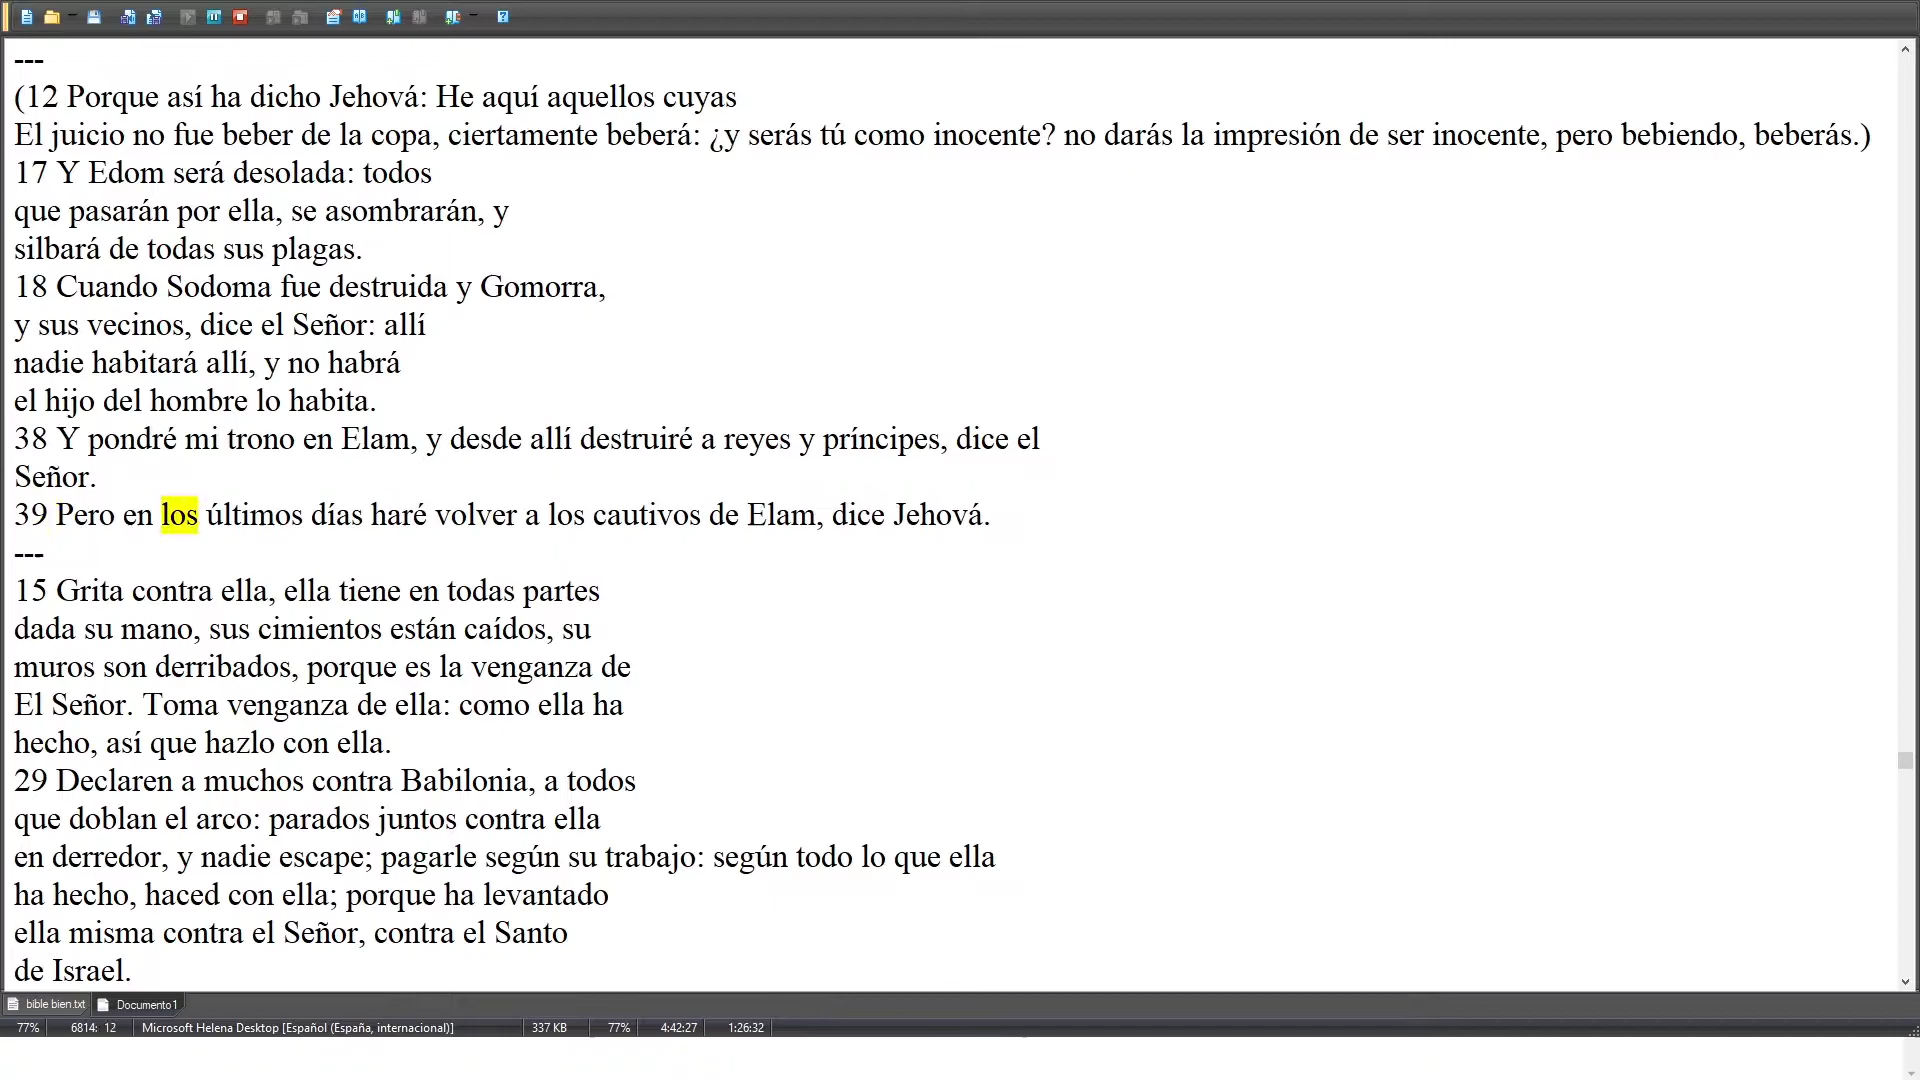 ---
(12 Porque así ha dicho Jehová: He aquí aquellos cuyas
El juicio no fue beber de la copa, ciertamente beberá: ¿y serás tú como inocente? no darás la impresión de ser inocente, pero bebiendo, beberás.)
17 Y Edom será desolada: todos
que pasarán por ella, se asombrarán, y
silbará de todas sus plagas.
18 Cuando Sodoma fue destruida y Gomorra,
y sus vecinos, dice el Señor: allí
nadie habitará allí, y no habrá
el hijo del hombre lo habita.
38 Y pondré mi trono en Elam, y desde allí destruiré a reyes y príncipes, dice el
Señor.
39 Pero en los últimos días haré volver a los cautivos de Elam, dice Jehová.
---
15 Grita contra ella, ella tiene en todas partes
dada su mano, sus cimientos están caídos, su
muros son derribados, porque es la venganza de
El Señor. Toma venganza de ella: como ella ha
hecho, así que hazlo con ella.
29 Declaren a muchos contra Babilonia, a todos
que doblan el arco: parados juntos contra ella
en derredor, y nadie escape; pagarle según su trabajo: según todo lo que ella
ha hecho, haced con ella; porque ha levantado
ella misma contra el Señor, contra el Santo
de Israel.
bible bien.txt Documento1
77% 6814: 12 Microsoft Helena Desktop [Español (España, internacional)] 337 KB 77% 4:42:27 1:26:32